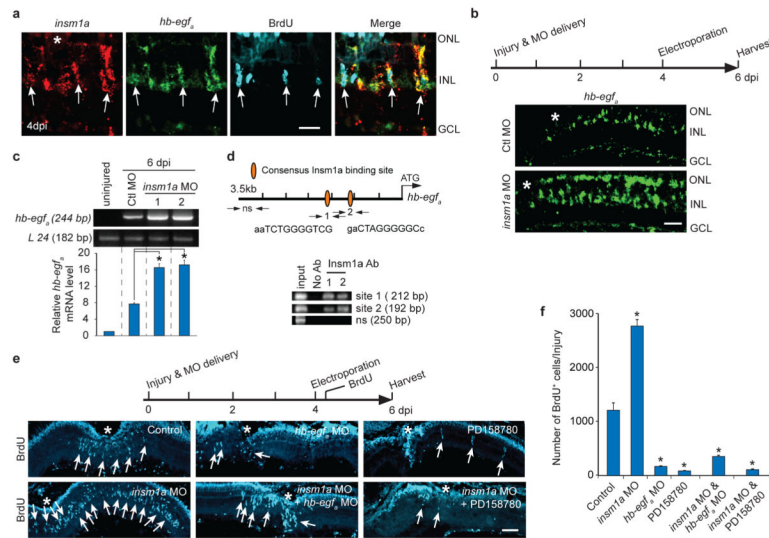 a
insm1a
hb-egfa
BrdU
Merge
*
4dpi
ONL
INL
GCL
b
Injury & MO delivery
Electroporation
Harvest
0
2
4
6 dpi
hb-egfa
Ctl MO
*
ONL
INL
GCL
insm1a MO
*
ONL
INL
GCL
c
6 dpi
uninjured
Ctl MO
insm1a MO
1
2
hb-egfa (244 bp)
L 24 (182 bp)
Relative hb-egfa
mRNA level
20
16
12
8
4
0
*
*
d
Consensus Insm1a binding site
3.5kb
ATG
hb-egfa
ns
1
2
aaTCTGGGGTCG
gaCTAGGGGGCc
input
No Ab
Insm1a Ab
1 2
site 1 (212 bp)
site 2 (192 bp)
ns (250 bp)
e
Injury & MO delivery
Electroporation
BrdU
Harvest
0
2
4
6 dpi
BrdU
Control
*
hb-egfa MO
*
PD158780
*
BrdU
insm1a MO
*
insm1a MO
+ hb-egfa MO
*
insm1a MO
+ PD158780
*
f
Number of BrdU+ cells/Injury
3000
2000
1000
0
*
*
*
*
*
Control
insm1a MO
hb-egfa MO
PD158780
insm1a MO &
hb-egfa MO
insm1a MO &
PD158780